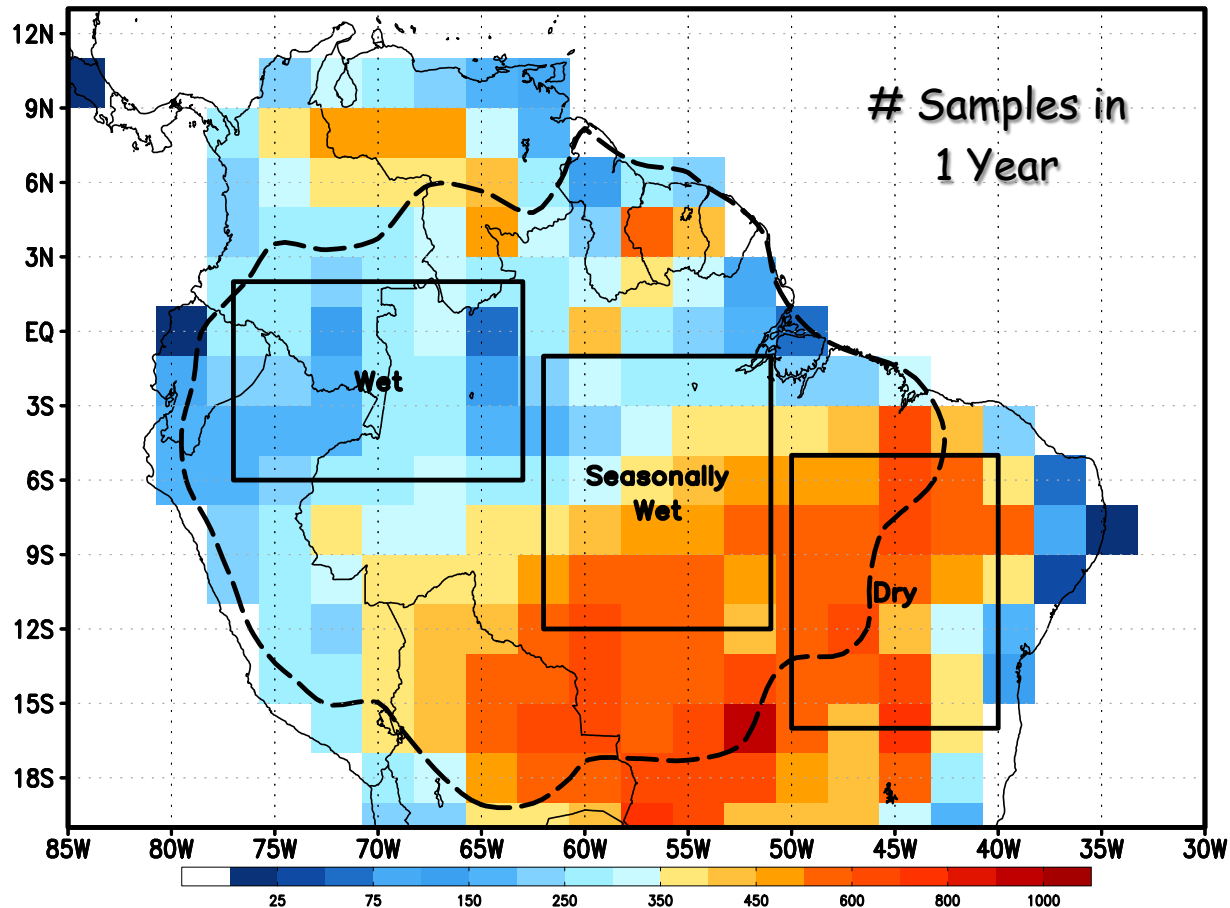 # Samples in
1 Year
12N
9N
6N
3N
EQ
3S
6S
9S
12S
15S
18S
Wet
Seasonally
Wet
Dry
85W 80W 75W 70W 65W 60W 55W 50W 45W 40W 35W 30W
25 75 150 250 350 450 600 800 1000